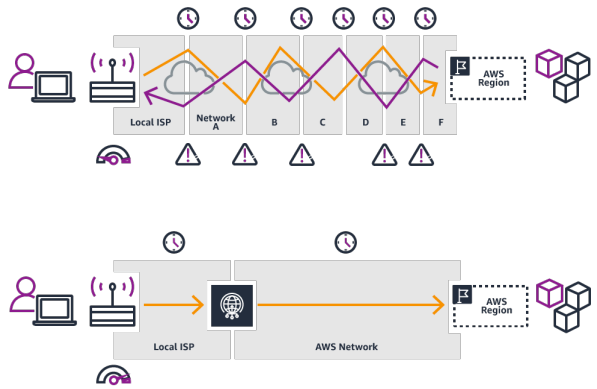 AWS
Region
Local ISP
Network
A
B
C
D
E
F
AWS
Region
Local ISP
AWS Network